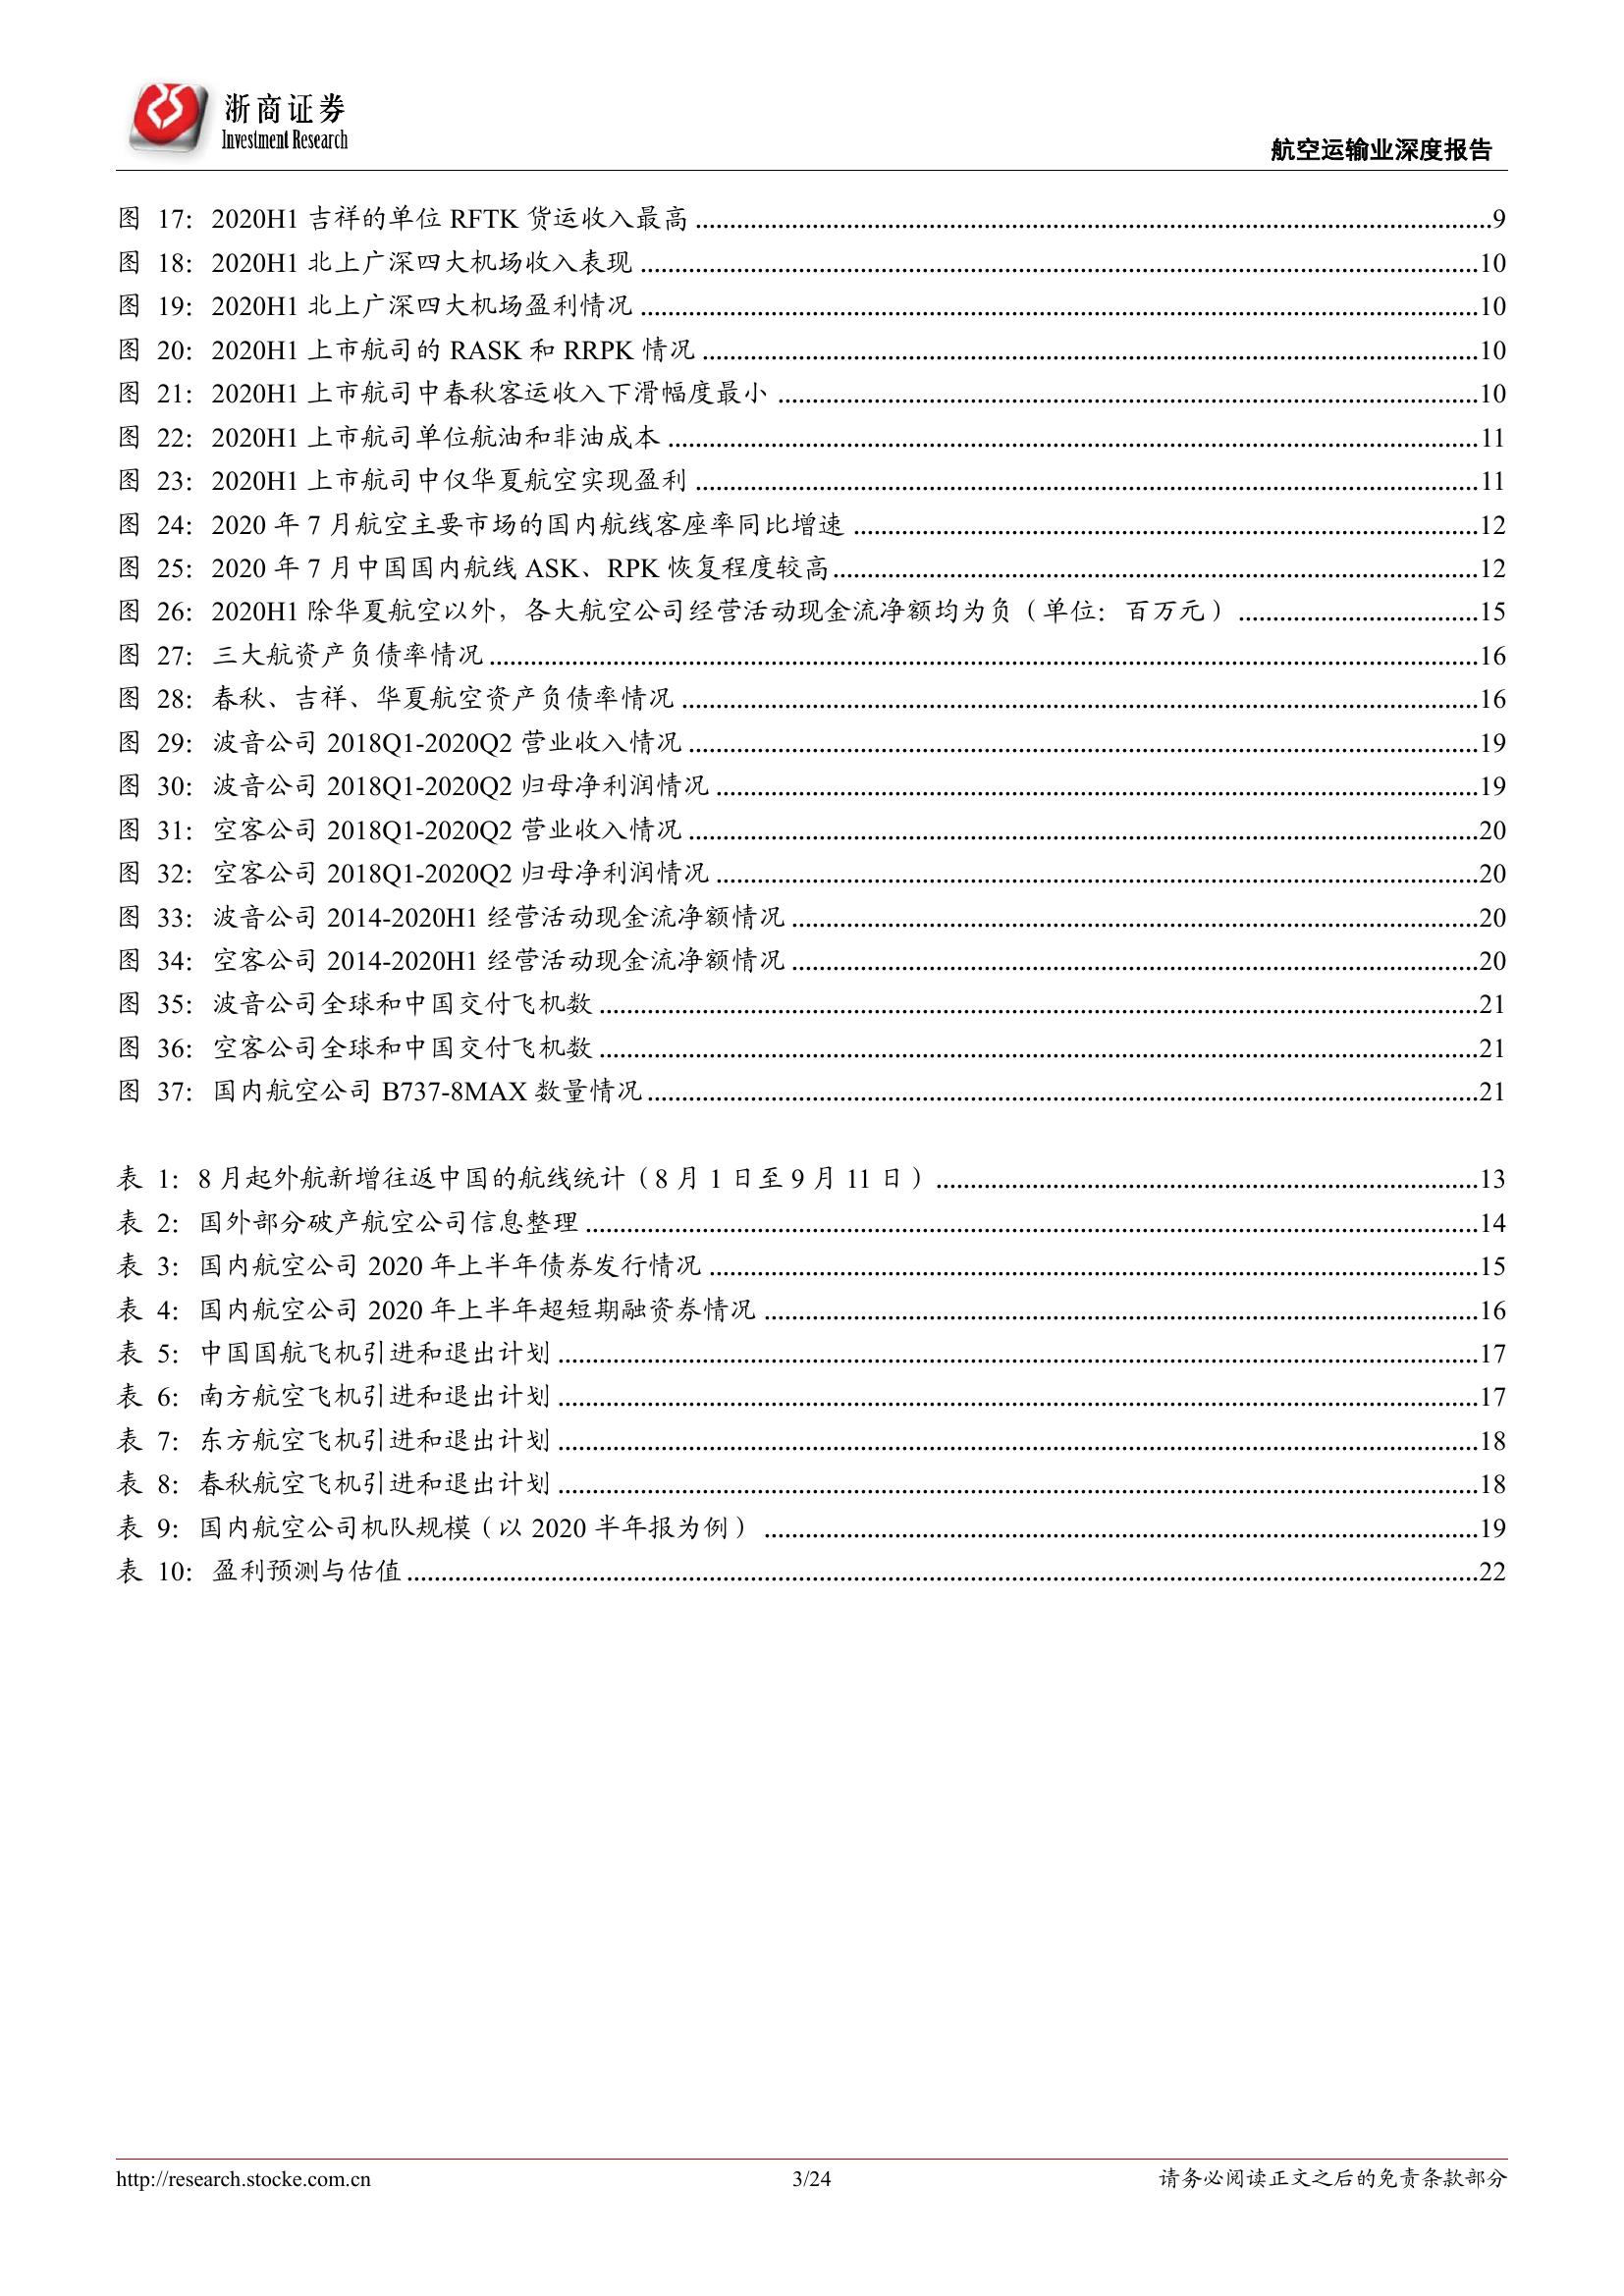 浙商证券
Investment Research
航空运输业深度报告
图 17：2020H1 吉祥的单位 RFTK 货运收入最高 ........ 9
图 18：2020H1 北上广深四大机场收入表现 ........ 10
图 19：2020H1 北上广深四大机场盈利情况 ........ 10
图 20：2020H1 上市航司的 RASK 和 RRPK 情况 ........ 10
图 21：2020H1 上市航司中春秋客运收入下滑幅度最小 ........ 10
图 22：2020H1 上市航司单位航油和非油成本 ........ 11
图 23：2020H1 上市航司中仅华夏航空实现盈利 ........ 11
图 24：2020 年 7 月航空主要市场的国内航线客座率同比增速 ........ 12
图 25：2020 年 7 月中国国内航线 ASK、RPK 恢复程度较高 ........ 12
图 26：2020H1 除华夏航空以外，各大航空公司经营活动现金流净额均为负（单位：百万元） ........ 15
图 27：三大航资产负债率情况 ........ 16
图 28：春秋、吉祥、华夏航空资产负债率情况 ........ 16
图 29：波音公司 2018Q1-2020Q2 营业收入情况 ........ 19
图 30：波音公司 2018Q1-2020Q2 归母净利润情况 ........ 19
图 31：空客公司 2018Q1-2020Q2 营业收入情况 ........ 20
图 32：空客公司 2018Q1-2020Q2 归母净利润情况 ........ 20
图 33：波音公司 2014-2020H1 经营活动现金流净额情况 ........ 20
图 34：空客公司 2014-2020H1 经营活动现金流净额情况 ........ 20
图 35：波音公司全球和中国交付飞机数 ........ 21
图 36：空客公司全球和中国交付飞机数 ........ 21
图 37：国内航空公司 B737-8MAX 数量情况 ........ 21
表 1：8 月起外航新增往返中国的航线统计（8 月 1 日至 9 月 11 日） ........ 13
表 2：国外部分破产航空公司信息整理 ........ 14
表 3：国内航空公司 2020 年上半年债券发行情况 ........ 15
表 4：国内航空公司 2020 年上半年超短期融资券情况 ........ 16
表 5：中国国航飞机引进和退出计划 ........ 17
表 6：南方航空飞机引进和退出计划 ........ 17
表 7：东方航空飞机引进和退出计划 ........ 18
表 8：春秋航空飞机引进和退出计划 ........ 18
表 9：国内航空公司机队规模（以 2020 半年报为例） ........ 19
表 10：盈利预测与估值 ........ 22
http://research.stocke.com.cn
3/24
请务必阅读正文之后的免责条款部分